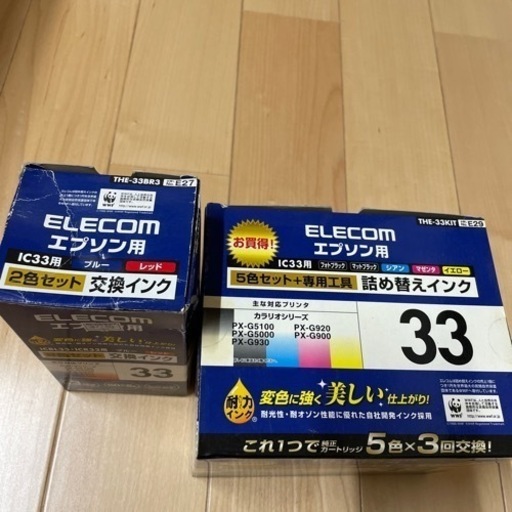 THE-33BR3 E27
WWF
ELECOM
エプソン用
IC33用 ブルー レッド
2色セット 交換インク
33
THE-33KIT E29
WWF
お買得!
ELECOM
エプソン用
IC33用 フォトブラック マットブラック シアン マゼンタ イエロー
5色セット+専用工具 詰め替えインク
主な対応プリンタ
カラリオシリーズ
PX-G5100 PX-G920
PX-G5000 PX-G900
PX-G930
33
耐力インク
変色に強く美しい仕上がり!
耐光性・耐オゾン性能に優れた自社開発インク採用
WWF
これ1つで純正カートリッジ5色×3回交換!